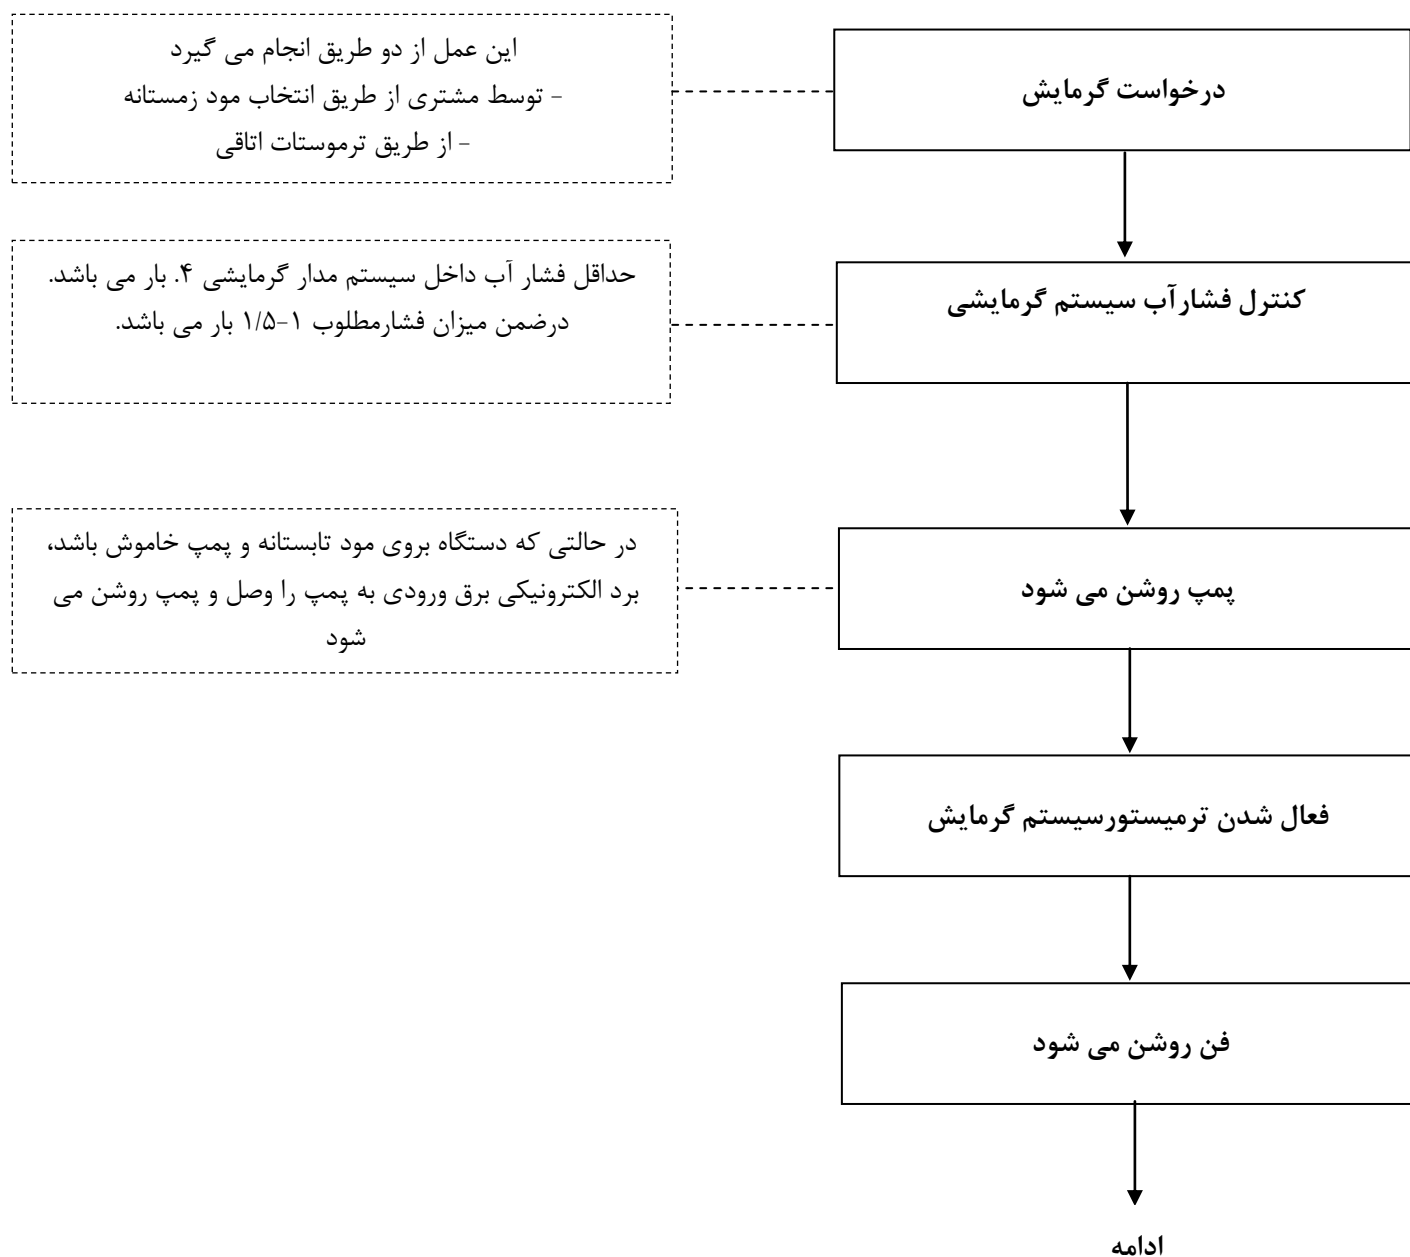 درخواست گرمایش
این عمل از دو طریق انجام می گیرد
- توسط مشتری از طریق انتخاب مود زمستانه
- از طریق ترموستات اتاقی
کنترل فشارآب سیستم گرمایشی
حداقل فشار آب داخل سیستم مدار گرمایشی ۴. بار می باشد.
درضمن میزان فشارمطلوب ۱-۱/۵ بار می باشد.
پمپ روشن می شود
در حالتی که دستگاه بروی مود تابستانه و پمپ خاموش باشد،
برد الکترونیکی برق ورودی به پمپ را وصل و پمپ روشن می
شود
فعال شدن ترمیستورسیستم گرمایش
فن روشن می شود
ادامه